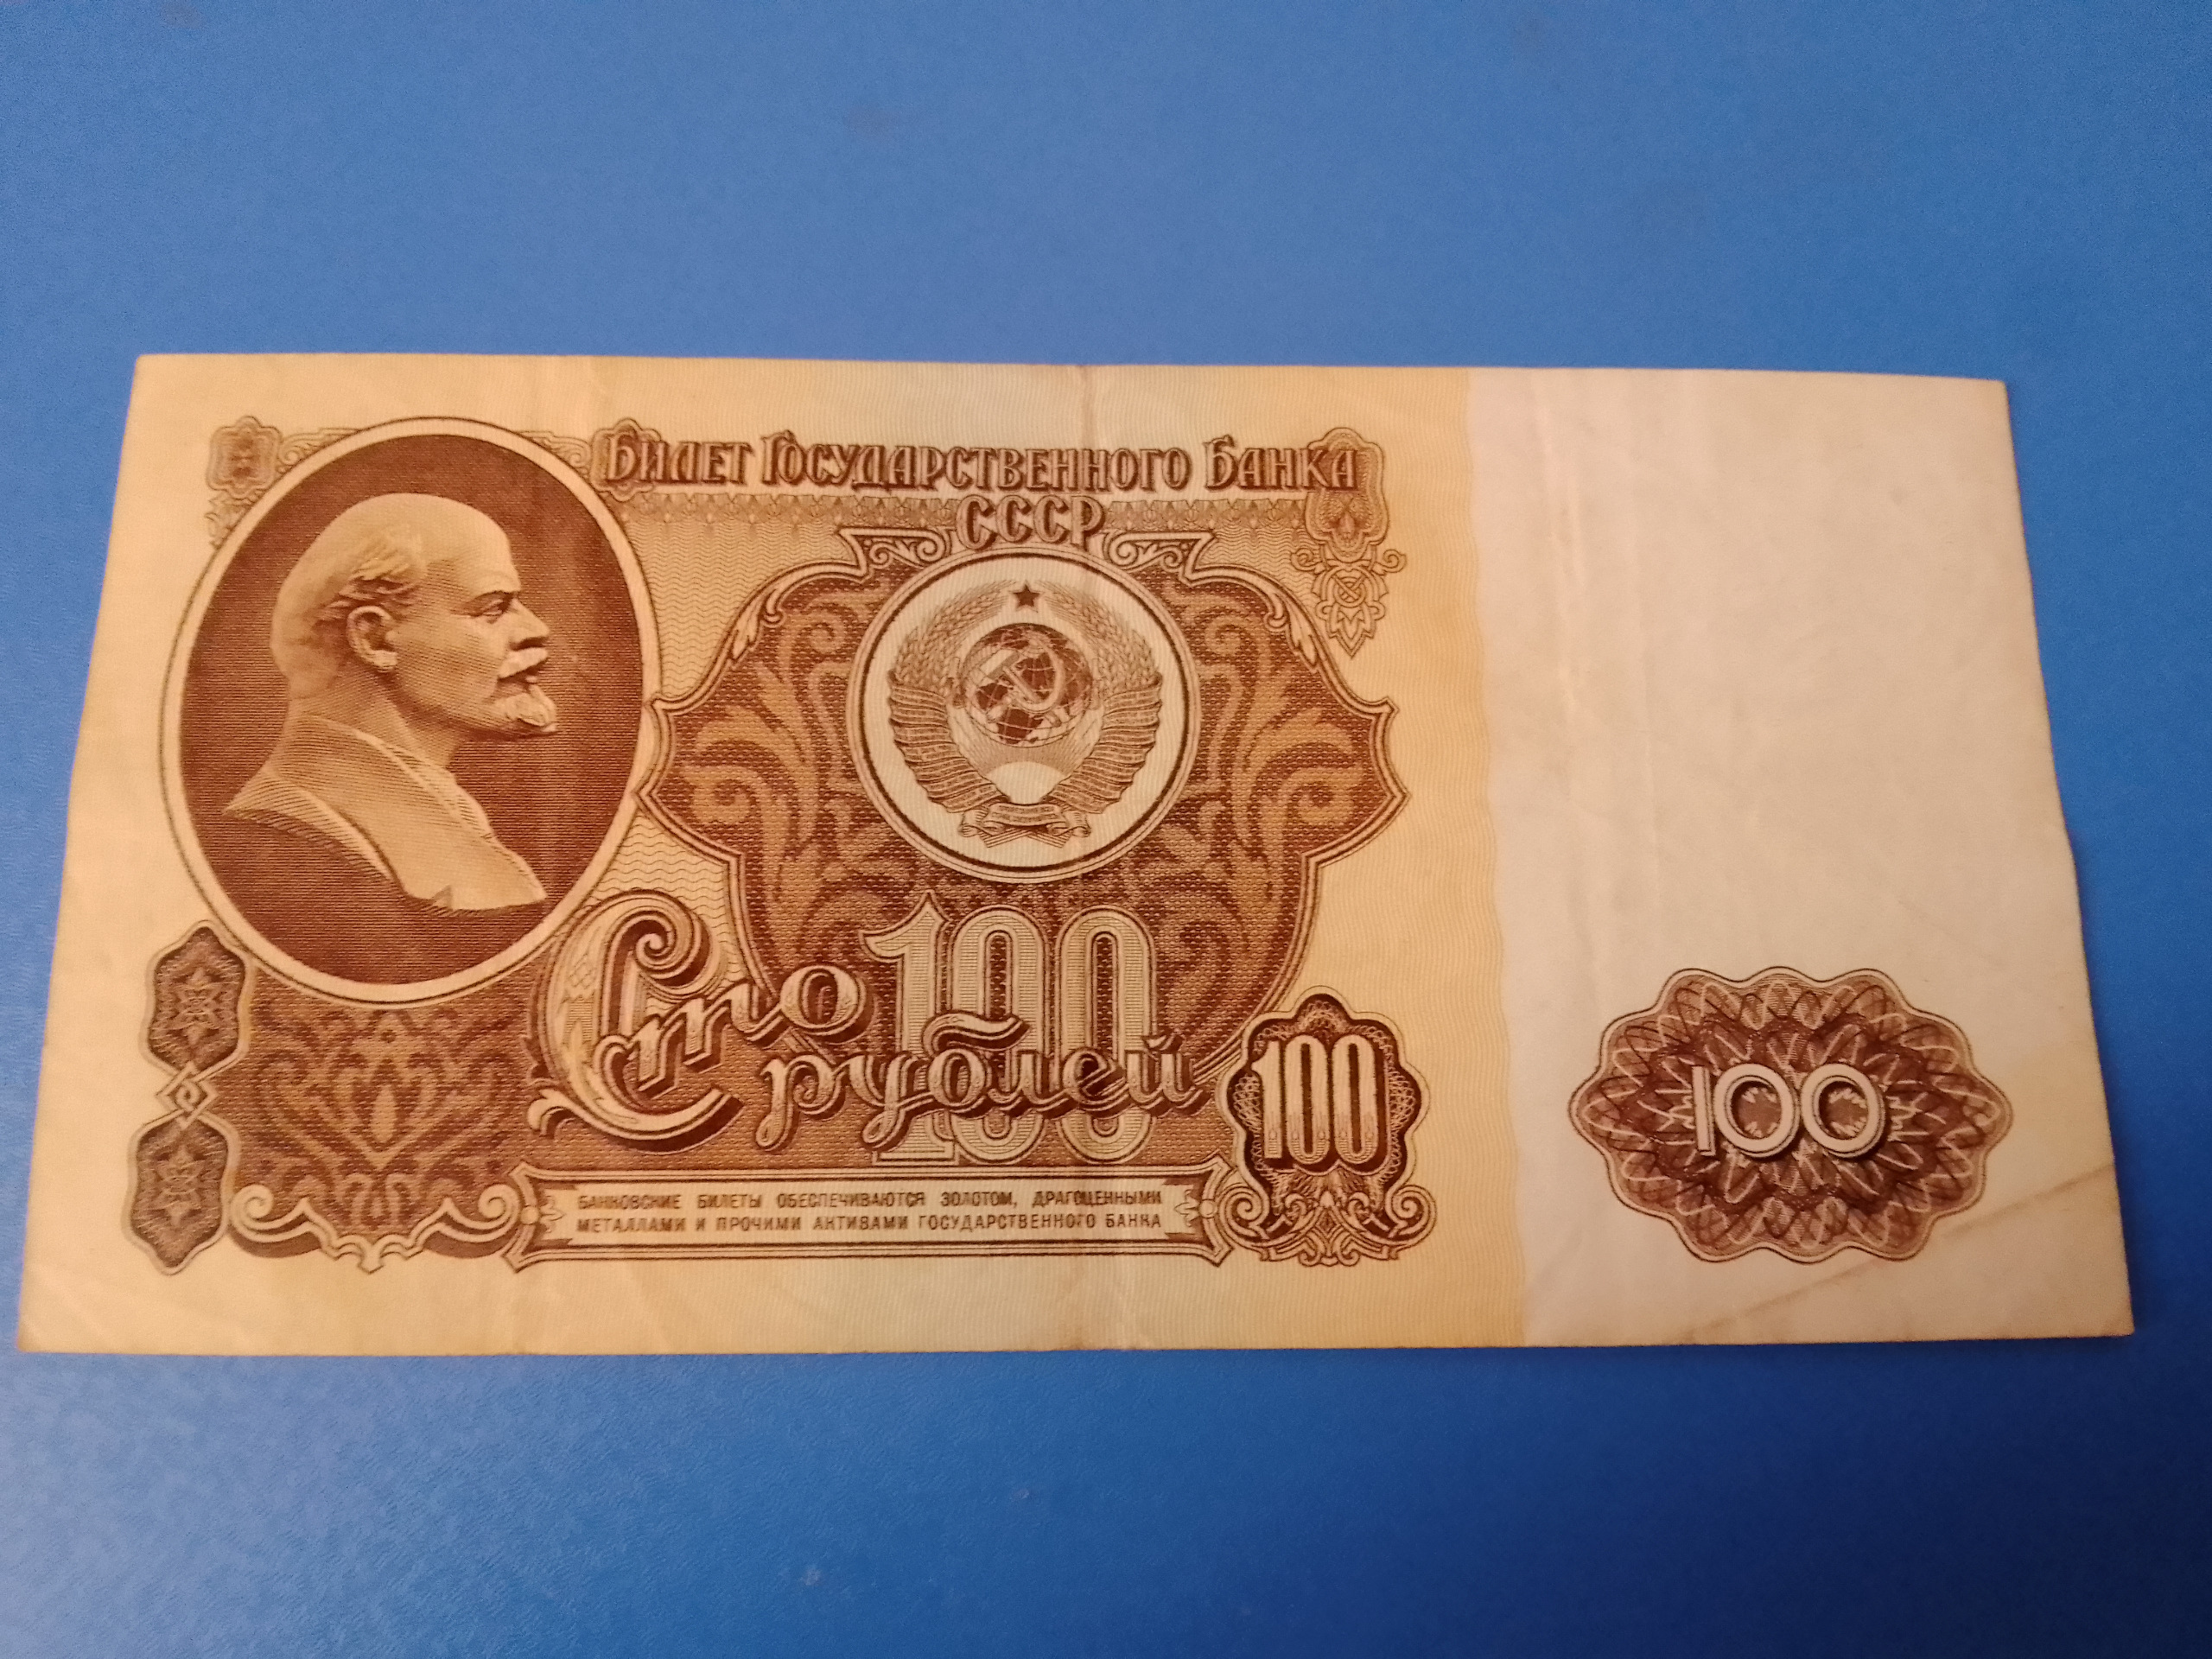 Билет Государственного Банка
СССР
100
Сто
рублей
100
100
100
БАНКОВСКИЕ БИЛЕТЫ ОБЕСПЕЧИВАЮТСЯ ЗОЛОТОМ, ДРАГОЦЕННЫМИ
МЕТАЛЛАМИ И ПРОЧИМИ АКТИВАМИ ГОСУДАРСТВЕННОГО БАНКА